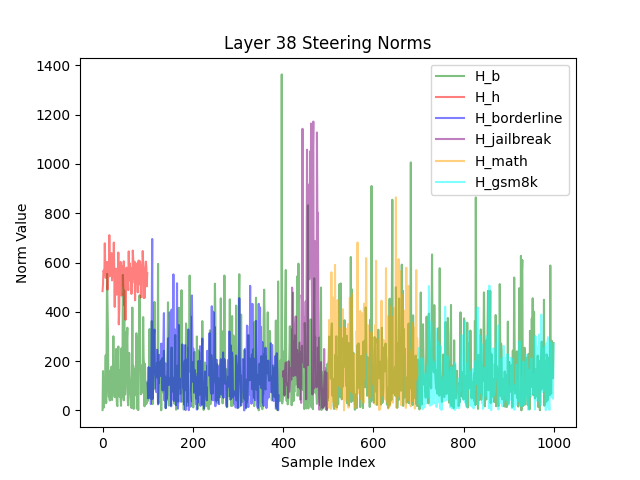 Layer 38 Steering Norms
1400
1200
1000
800
600
400
200
0
Norm Value
H_b
H_h
H_borderline
H_jailbreak
H_math
H_gsm8k
0 200 400 600 800 1000
Sample Index